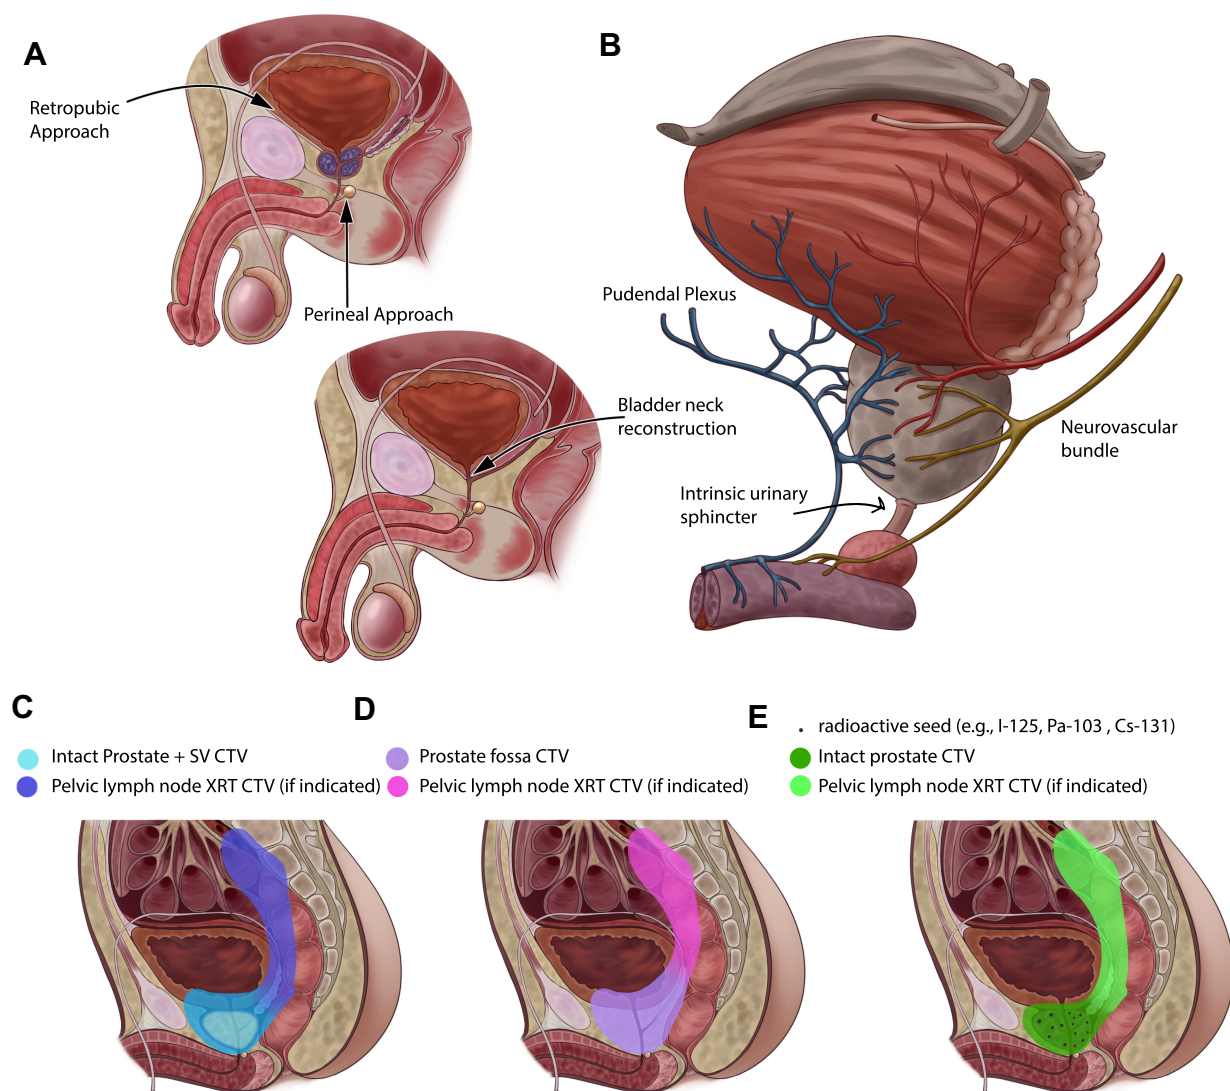 A
Retropubic
Approach
Perineal Approach
Bladder neck
reconstruction
B
Pudendal Plexus
Neurovascular
bundle
Intrinsic urinary
sphincter
C
Intact Prostate + SV CTV
Pelvic lymph node XRT CTV (if indicated)
D
Prostate fossa CTV
Pelvic lymph node XRT CTV (if indicated)
E
radioactive seed (e.g., I-125, Pa-103 , Cs-131)
Intact prostate CTV
Pelvic lymph node XRT CTV (if indicated)